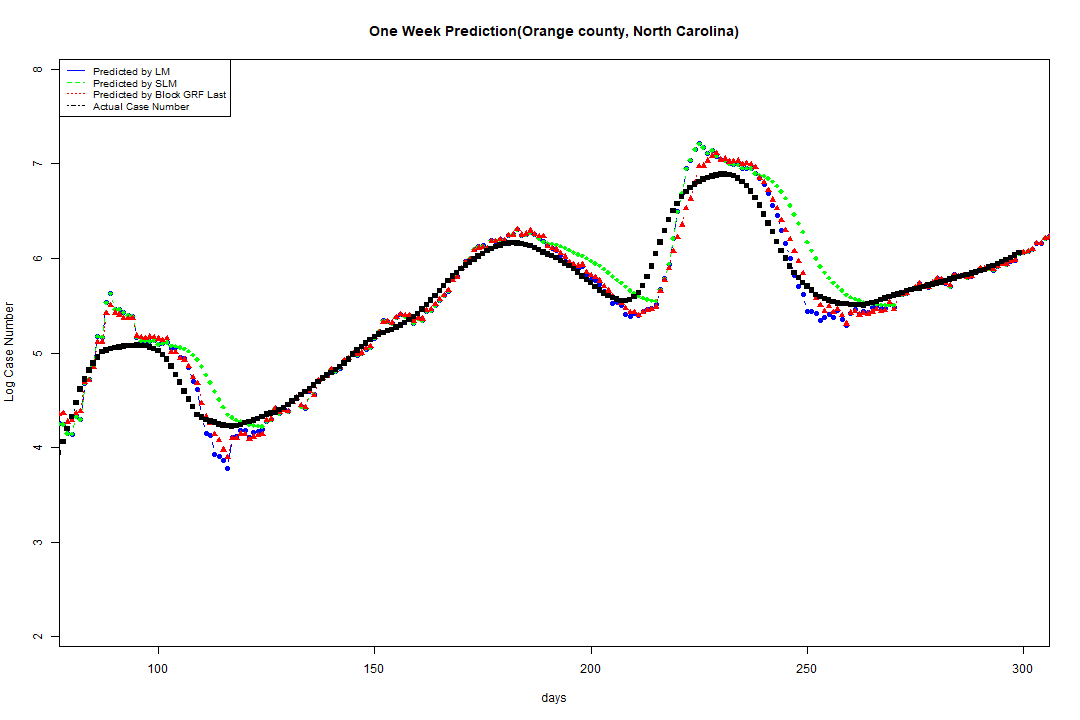 One Week Prediction(Orange county, North Carolina)
Predicted by LM
Predicted by SLM
Predicted by Block GRF Last
Actual Case Number
8
7
6
5
4
3
2
Log Case Number
100 150 200 250 300
days